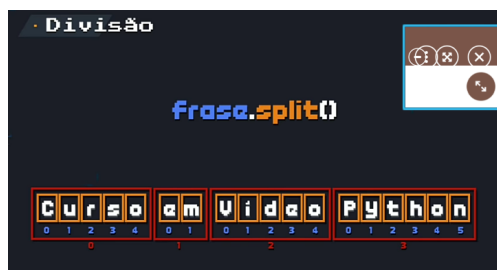 · Divisão
frase.split()
Curso em Vídeo Python
0 1 2 3 4 0 1 0 1 2 3 4 0 1 2 3 4 5
0 1 2 3